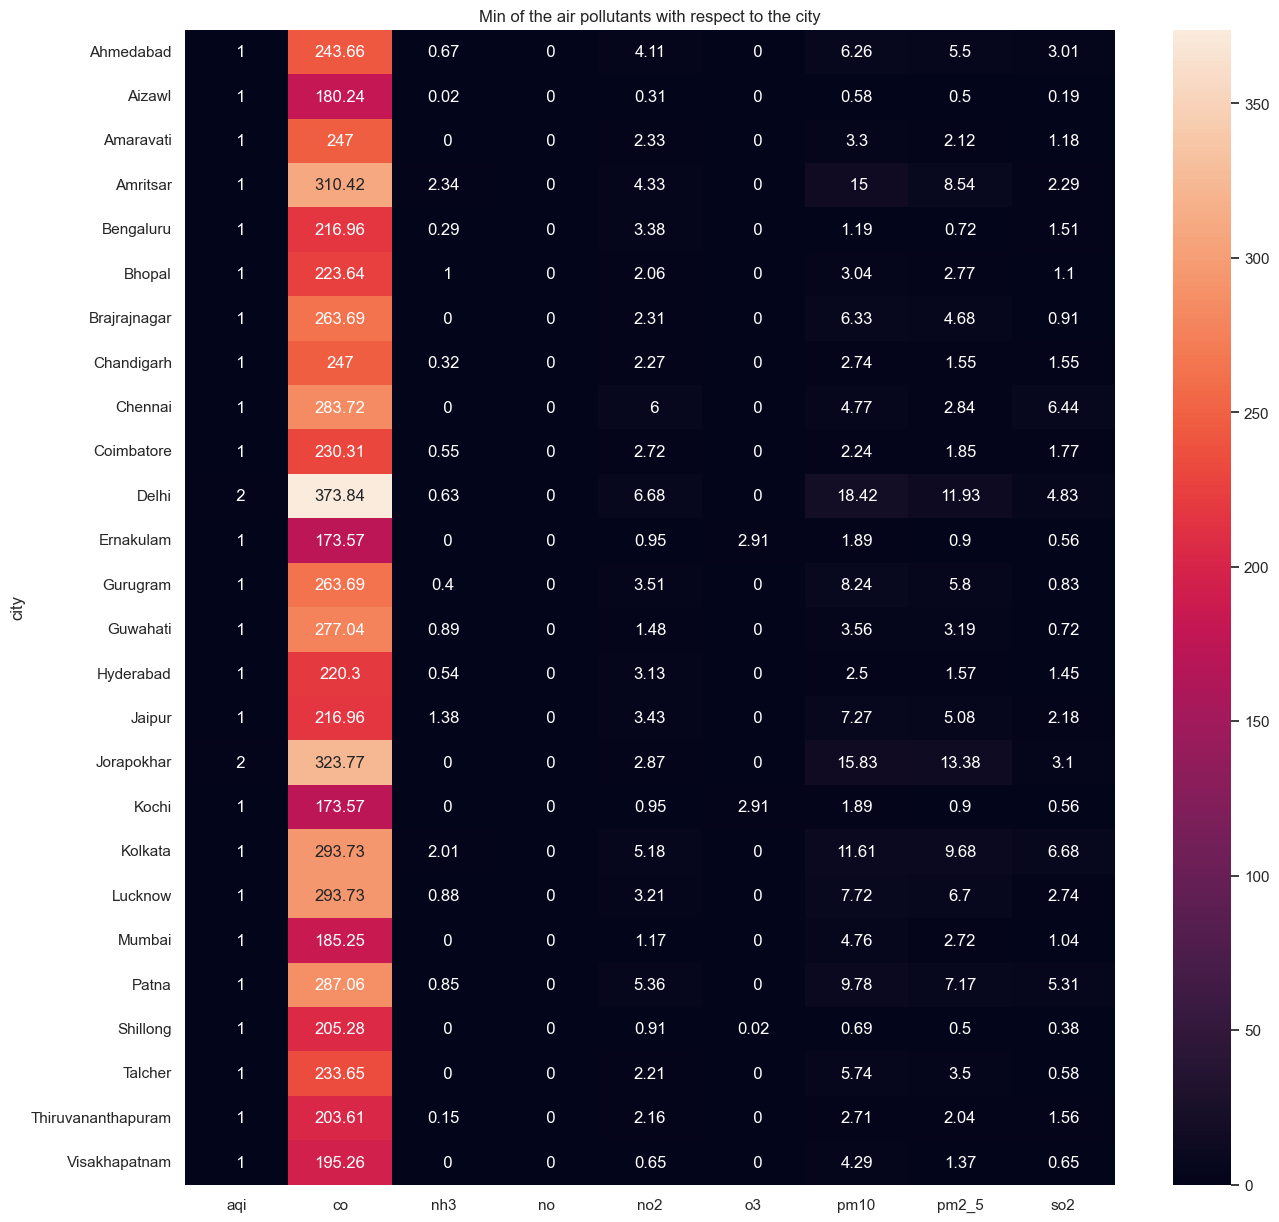 Min of the air pollutants with respect to the city
Ahmedabad 1 243.66 0.67 0 4.11 0 6.26 5.5 3.01
Aizawl 1 180.24 0.02 0 0.31 0 0.58 0.5 0.19
Amaravati 1 247 0 0 2.33 0 3.3 2.12 1.18
Amritsar 1 310.42 2.34 0 4.33 0 15 8.54 2.29
Bengaluru 1 216.96 0.29 0 3.38 0 1.19 0.72 1.51
Bhopal 1 223.64 1 0 2.06 0 3.04 2.77 1.1
Brajrajnagar 1 263.69 0 0 2.31 0 6.33 4.68 0.91
Chandigarh 1 247 0.32 0 2.27 0 2.74 1.55 1.55
Chennai 1 283.72 0 0 6 0 4.77 2.84 6.44
Coimbatore 1 230.31 0.55 0 2.72 0 2.24 1.85 1.77
Delhi 2 373.84 0.63 0 6.68 0 18.42 11.93 4.83
Ernakulam 1 173.57 0 0 0.95 2.91 1.89 0.9 0.56
Gurugram 1 263.69 0.4 0 3.51 0 8.24 5.8 0.83
Guwahati 1 277.04 0.89 0 1.48 0 3.56 3.19 0.72
Hyderabad 1 220.3 0.54 0 3.13 0 2.5 1.57 1.45
Jaipur 1 216.96 1.38 0 3.43 0 7.27 5.08 2.18
Jorapokhar 2 323.77 0 0 2.87 0 15.83 13.38 3.1
Kochi 1 173.57 0 0 0.95 2.91 1.89 0.9 0.56
Kolkata 1 293.73 2.01 0 5.18 0 11.61 9.68 6.68
Lucknow 1 293.73 0.88 0 3.21 0 7.72 6.7 2.74
Mumbai 1 185.25 0 0 1.17 0 4.76 2.72 1.04
Patna 1 287.06 0.85 0 5.36 0 9.78 7.17 5.31
Shillong 1 205.28 0 0 0.91 0.02 0.69 0.5 0.38
Talcher 1 233.65 0 0 2.21 0 5.74 3.5 0.58
Thiruvananthapuram 1 203.61 0.15 0 2.16 0 2.71 2.04 1.56
Visakhapatnam 1 195.26 0 0 0.65 0 4.29 1.37 0.65
aqi co nh3 no no2 o3 pm10 pm2_5 so2
city
350
300
250
200
150
100
50
0